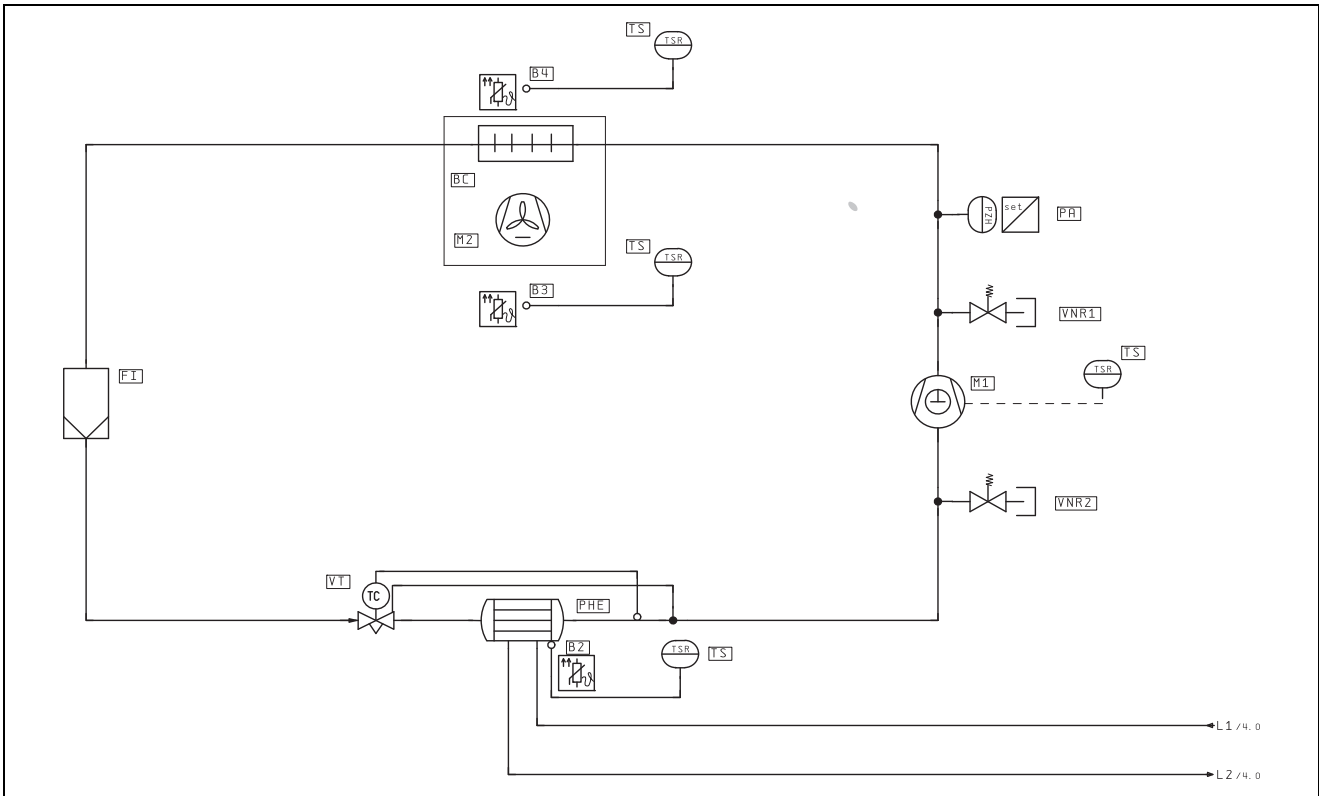 TS
TSR
B4
BC
M2
PZH
set
PA
TS
TSR
B3
VNR1
TS
TSR
M1
FI
VNR2
VT
TC
PHE
B2
TSR
TS
L1/4.0
L2/4.0